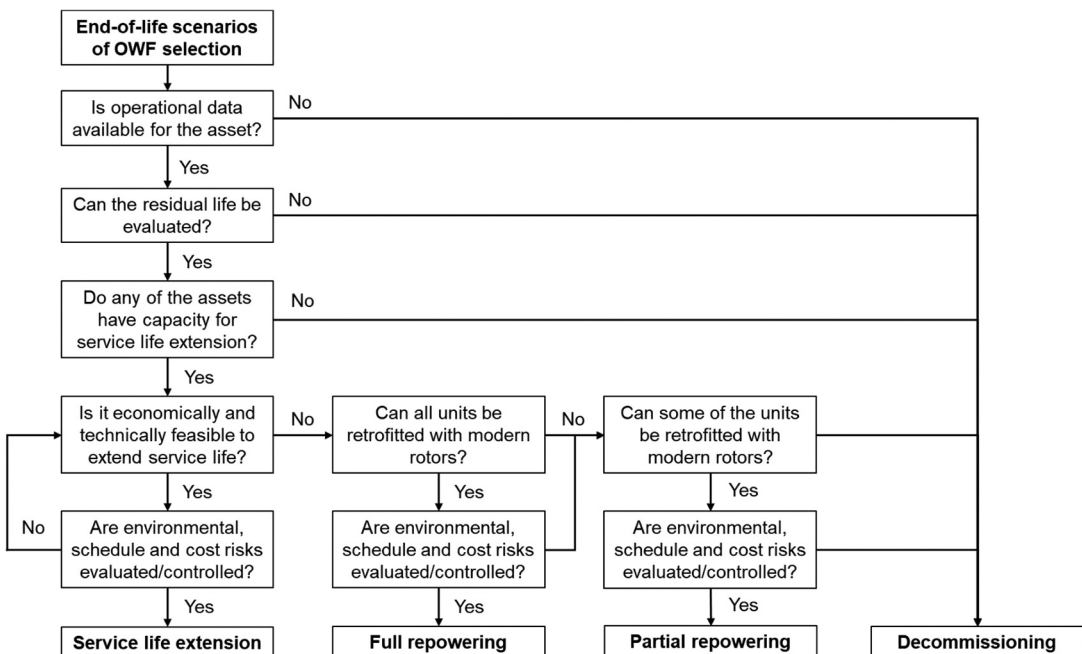 End-of-life scenarios
of OWF selection
Is operational data
available for the asset?
No
Yes
Can the residual life be
evaluated?
No
Yes
Do any of the assets
have capacity for
service life extension?
No
Yes
Is it economically and
technically feasible to
extend service life?
No
Can all units be
retrofitted with modern
rotors?
No
Can some of the units
be retrofitted with
modern rotors?
Yes
Yes
Yes
No
Are environmental,
schedule and cost risks
evaluated/controlled?
Are environmental,
schedule and cost risks
evaluated/controlled?
Are environmental,
schedule and cost risks
evaluated/controlled?
Yes
Yes
Yes
Service life extension
Full repowering
Partial repowering
Decommissioning